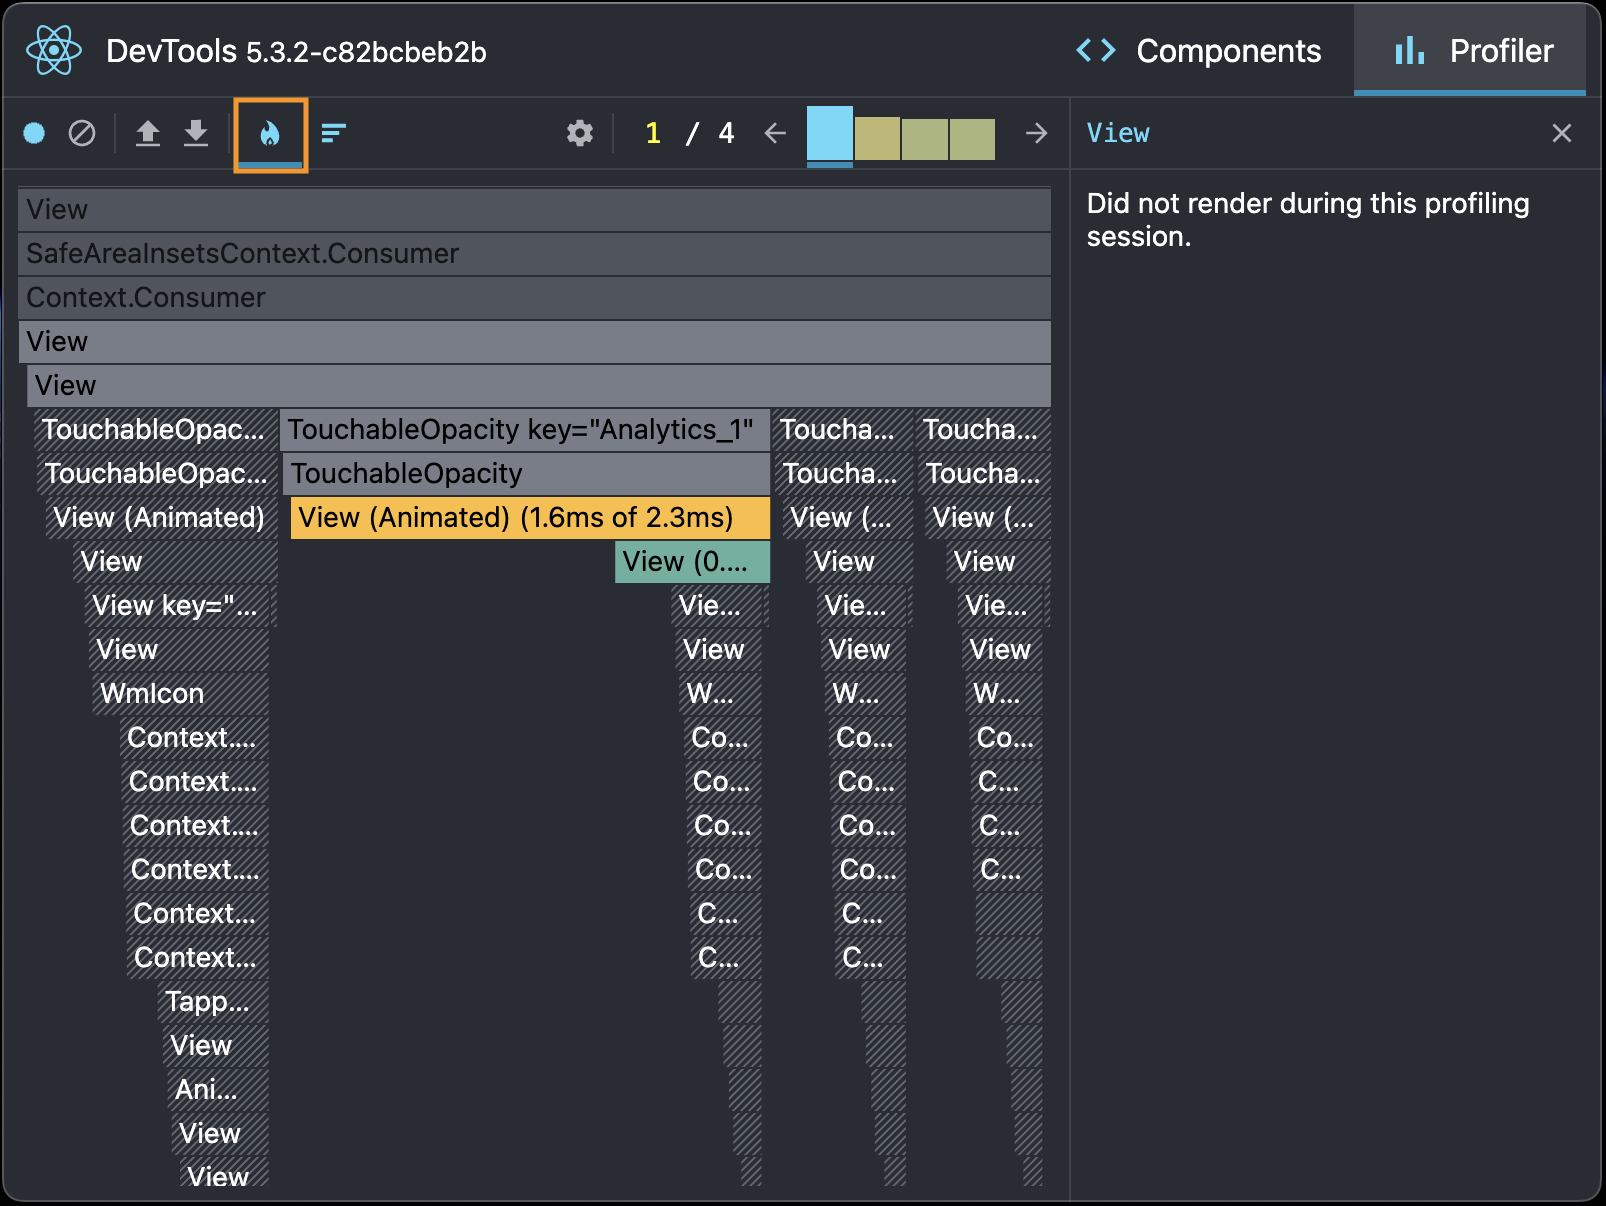 DevTools 5.3.2-c82bcbeb2b
Components
Profiler
1 / 4
View
Did not render during this profiling
session.
View
SafeAreaInsetsContext.Consumer
Context.Consumer
View
View
TouchableOpac... TouchableOpacity key="Analytics_1" Toucha... Toucha...
TouchableOpac... TouchableOpacity Toucha... Toucha...
View (Animated) View (Animated) (1.6ms of 2.3ms) View (... View (...
View View (0.... View View
View key="... Vie... Vie... Vie...
View View View View
WmIcon W... W... W...
Context.... Co... Co... Co...
Context.... Co... Co... C...
Context.... Co... Co... C...
Context.... Co... Co... C...
Context... C... C...
Context... C... C...
Tapp...
View
Ani...
View
View